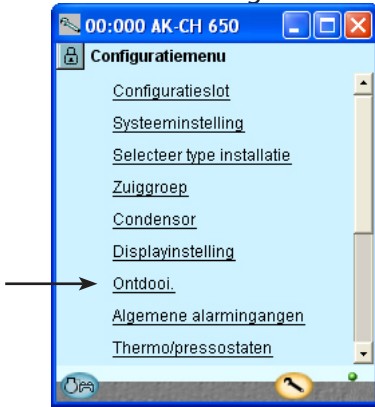 00:000 AK-CH 650
Configuratiemenu
Configuratieslot
Systeeminstelling
Selecteer type installatie
Zuiggroep
Condensor
Displayinstelling
Ontdooi.
Algemene alarmingangen
Thermo/pressostaten